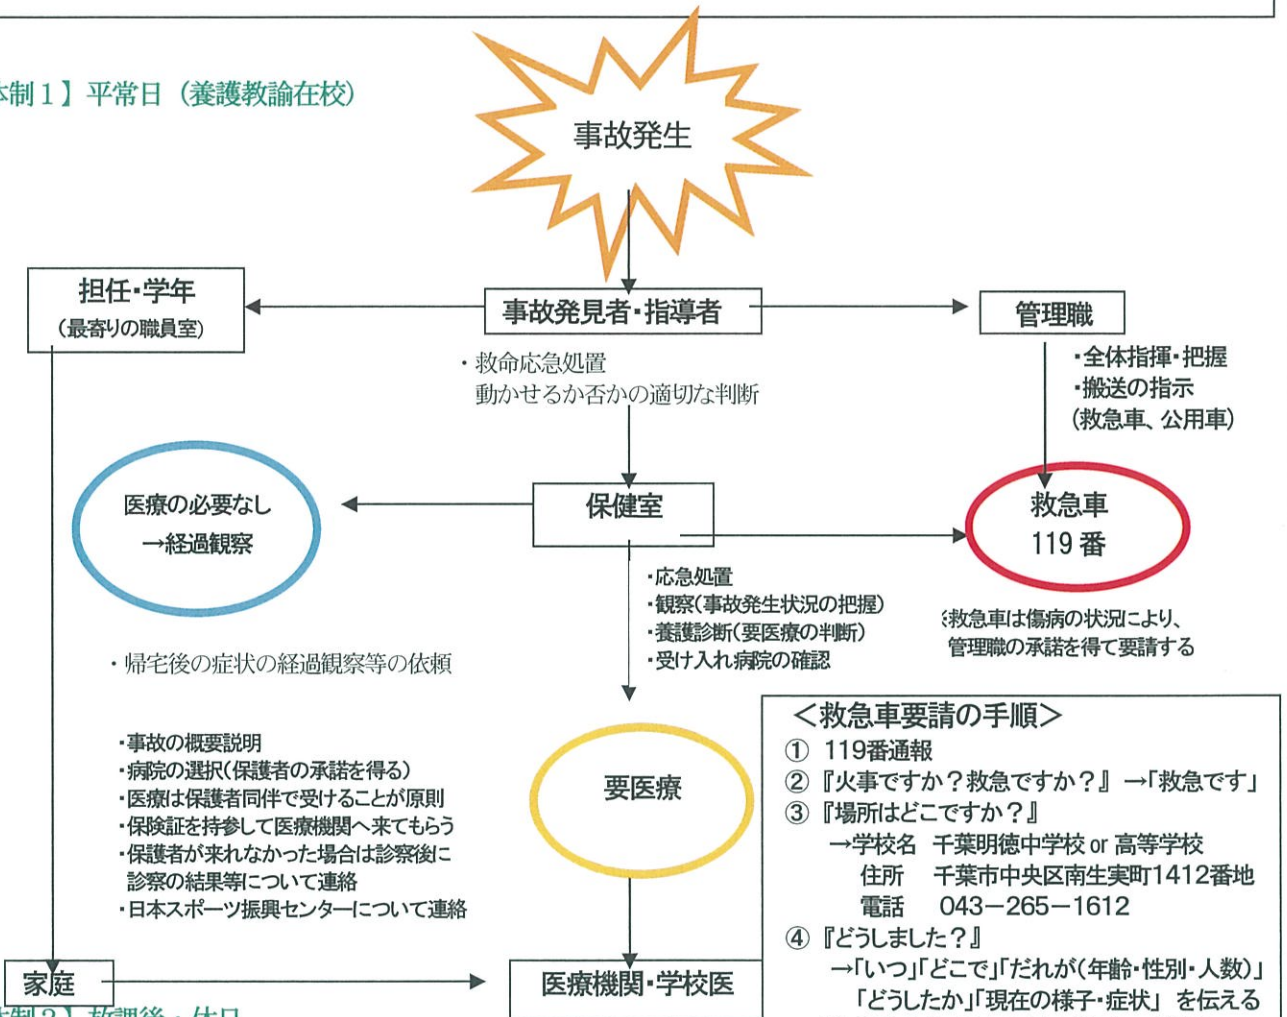 体制1】平常日（養護教諭在校）
事故発生
担任・学年
(最寄りの職員室)
事故発見者・指導者
管理職
・救命応急処置
動かせるか否かの適切な判断
・全体指揮・把握
・搬送の指示
(救急車、公用車)
医療の必要なし
→経過観察
保健室
救急車
119番
・応急処置
・観察(事故発生状況の把握)
・養護診断(要医療の判断)
・受け入れ病院の確認
救急車は傷病の状況により、
管理職の承諾を得て要請する
・帰宅後の症状の経過観察等の依頼
・事故の概要説明
・病院の選択(保護者の承諾を得る)
・医療は保護者同伴で受けることが原則
・保険証を持参して医療機関へ来てもらう
・保護者が来れなかった場合は診察後に
診察の結果等について連絡
・日本スポーツ振興センターについて連絡
要医療
＜救急車要請の手順＞
① 119番通報
② 『火事ですか？救急ですか？』→「救急です」
③ 『場所はどこですか？』
→学校名 千葉明徳中学校 or 高等学校
住所 千葉市中央区南生実町1412番地
電話 043－265－1612
④ 『どうしました？』
→「いつ」「どこで」「だれが(年齢・性別・人数)」
「どうしたか」「現在の様子・症状」 を伝える
家庭
医療機関・学校医
放課後・休日